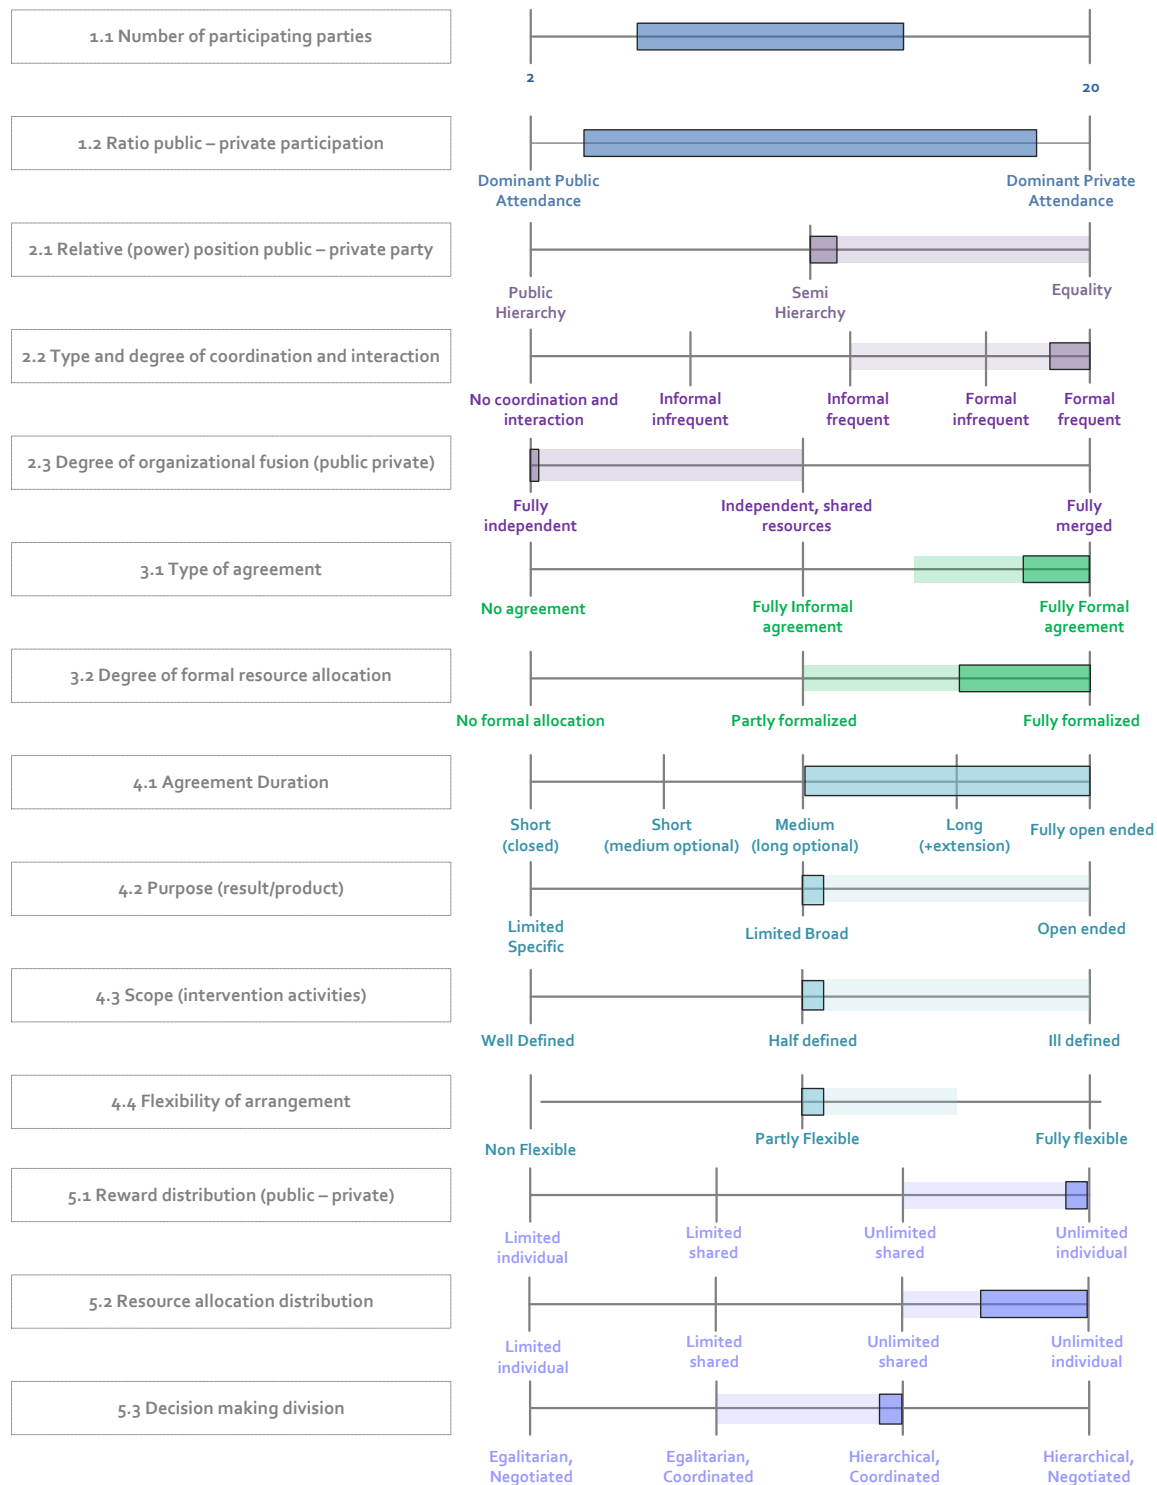 1.1 Number of participating parties
2
20
1.2 Ratio public – private participation
Dominant Public
Attendance
Dominant Private
Attendance
2.1 Relative (power) position public – private party
Public
Hierarchy
Semi
Hierarchy
Equality
2.2 Type and degree of coordination and interaction
No coordination and
interaction
Informal
infrequent
Informal
frequent
Formal
infrequent
Formal
frequent
2.3 Degree of organizational fusion (public private)
Fully
independent
Independent, shared
resources
Fully
merged
3.1 Type of agreement
No agreement
Fully Informal
agreement
Fully Formal
agreement
3.2 Degree of formal resource allocation
No formal allocation
Partly formalized
Fully formalized
4.1 Agreement Duration
Short
(closed)
Short
(medium optional)
Medium
(long optional)
Long
(+extension)
Fully open ended
4.2 Purpose (result/product)
Limited
Specific
Limited Broad
Open ended
4.3 Scope (intervention activities)
Well Defined
Half defined
Ill defined
4.4 Flexibility of arrangement
Non Flexible
Partly Flexible
Fully flexible
5.1 Reward distribution (public – private)
Limited
individual
Limited
shared
Unlimited
shared
Unlimited
individual
5.2 Resource allocation distribution
Limited
individual
Limited
shared
Unlimited
shared
Unlimited
individual
5.3 Decision making division
Egalitarian,
Negotiated
Egalitarian,
Coordinated
Hierarchical,
Coordinated
Hierarchical,
Negotiated